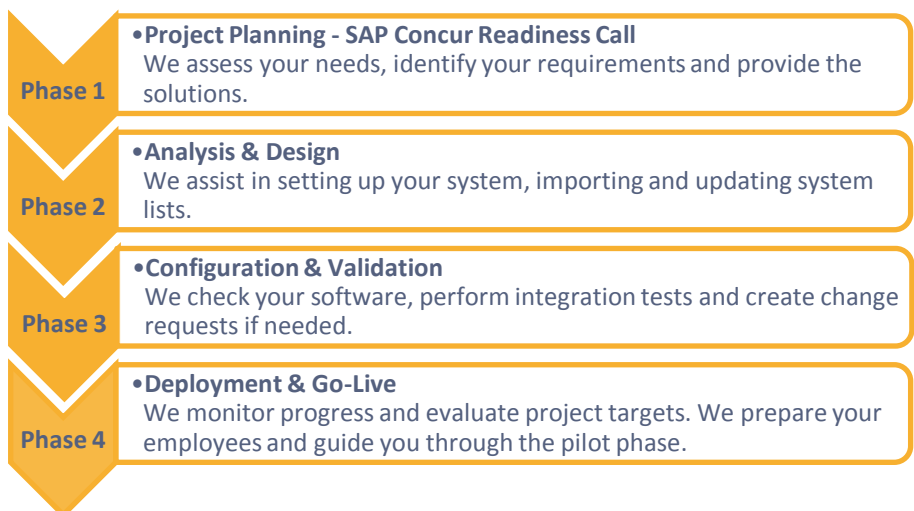 Phase 1
•Project Planning - SAP Concur Readiness Call
We assess your needs, identify your requirements and provide the
solutions.
Phase 2
•Analysis & Design
We assist in setting up your system, importing and updating system
lists.
Phase 3
•Configuration & Validation
We check your software, perform integration tests and create change
requests if needed.
Phase 4
•Deployment & Go-Live
We monitor progress and evaluate project targets. We prepare your
employees and guide you through the pilot phase.